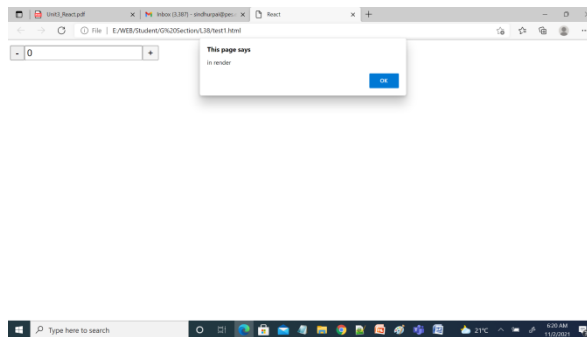 Unit3_React.pdf
Inbox (3,387) - sindhurpai@pes
React
File | E:/WEB/Student/G%20Section/L38/test1.html
- 0 +
This page says
in render
OK
Type here to search
21°C
6:20 AM
11/2/2021